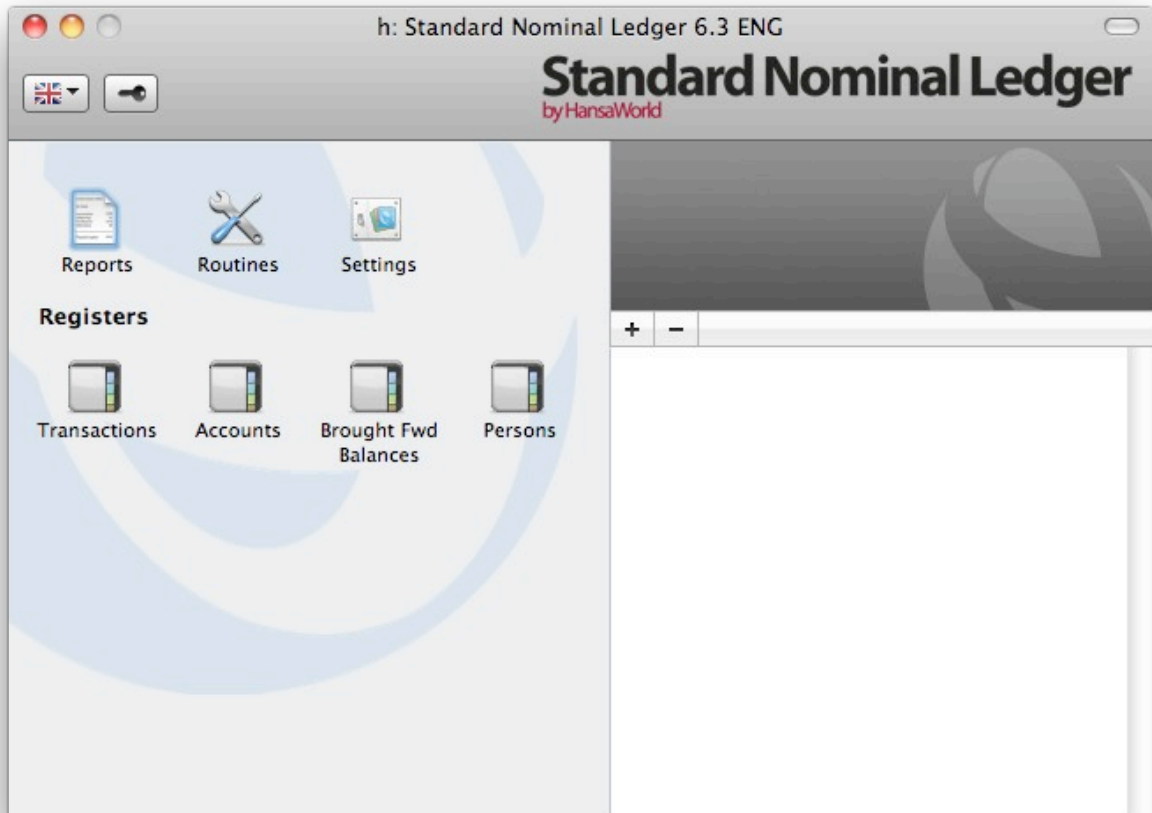 h: Standard Nominal Ledger 6.3 ENG
Standard Nominal Ledger
by HansaWorld
Reports Routines Settings
Registers
+ −
Transactions Accounts Brought Fwd Persons
Balances